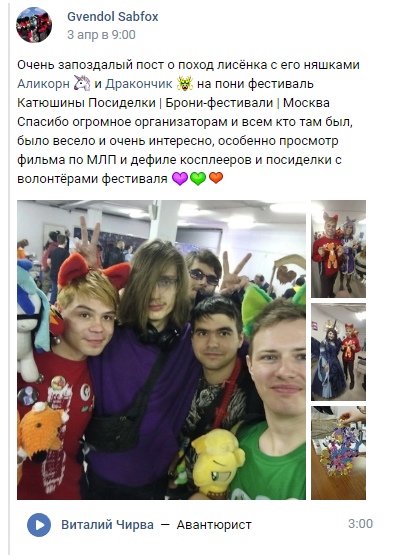 Gvendol Sabfox
3 апр в 9:00
Очень запоздалый пост о поход лисёнка с его няшками
Аликорн 🦄 и Дракончик 🐲 на пони фестиваль
Катюшины Посиделки | Брони-фестивали | Москва
Спасибо огромное организаторам и всем кто там был,
было весело и очень интересно, особенно просмотр
фильма по МЛП и дефиле косплееров и посиделки с
волонтёрами фестиваля 💜💚❤
Виталий Чирва — Авантюрист 3:00